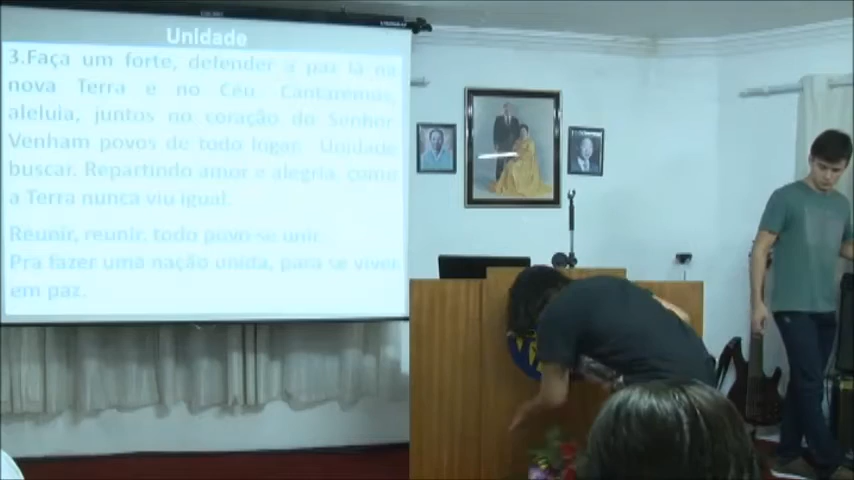 Unidade
3.Faça um forte, defender a paz lá na
nova Terra e no Céu. Cantaremos,
aleluia, juntos no coração do Senhor.
Venham povos de todo lugar. Unidade
buscar. Repartindo amor e alegria, como
a Terra nunca viu igual.
Reunir, reunir, todo povo se unir.
Pra fazer uma nação unida, para se viver
em paz.